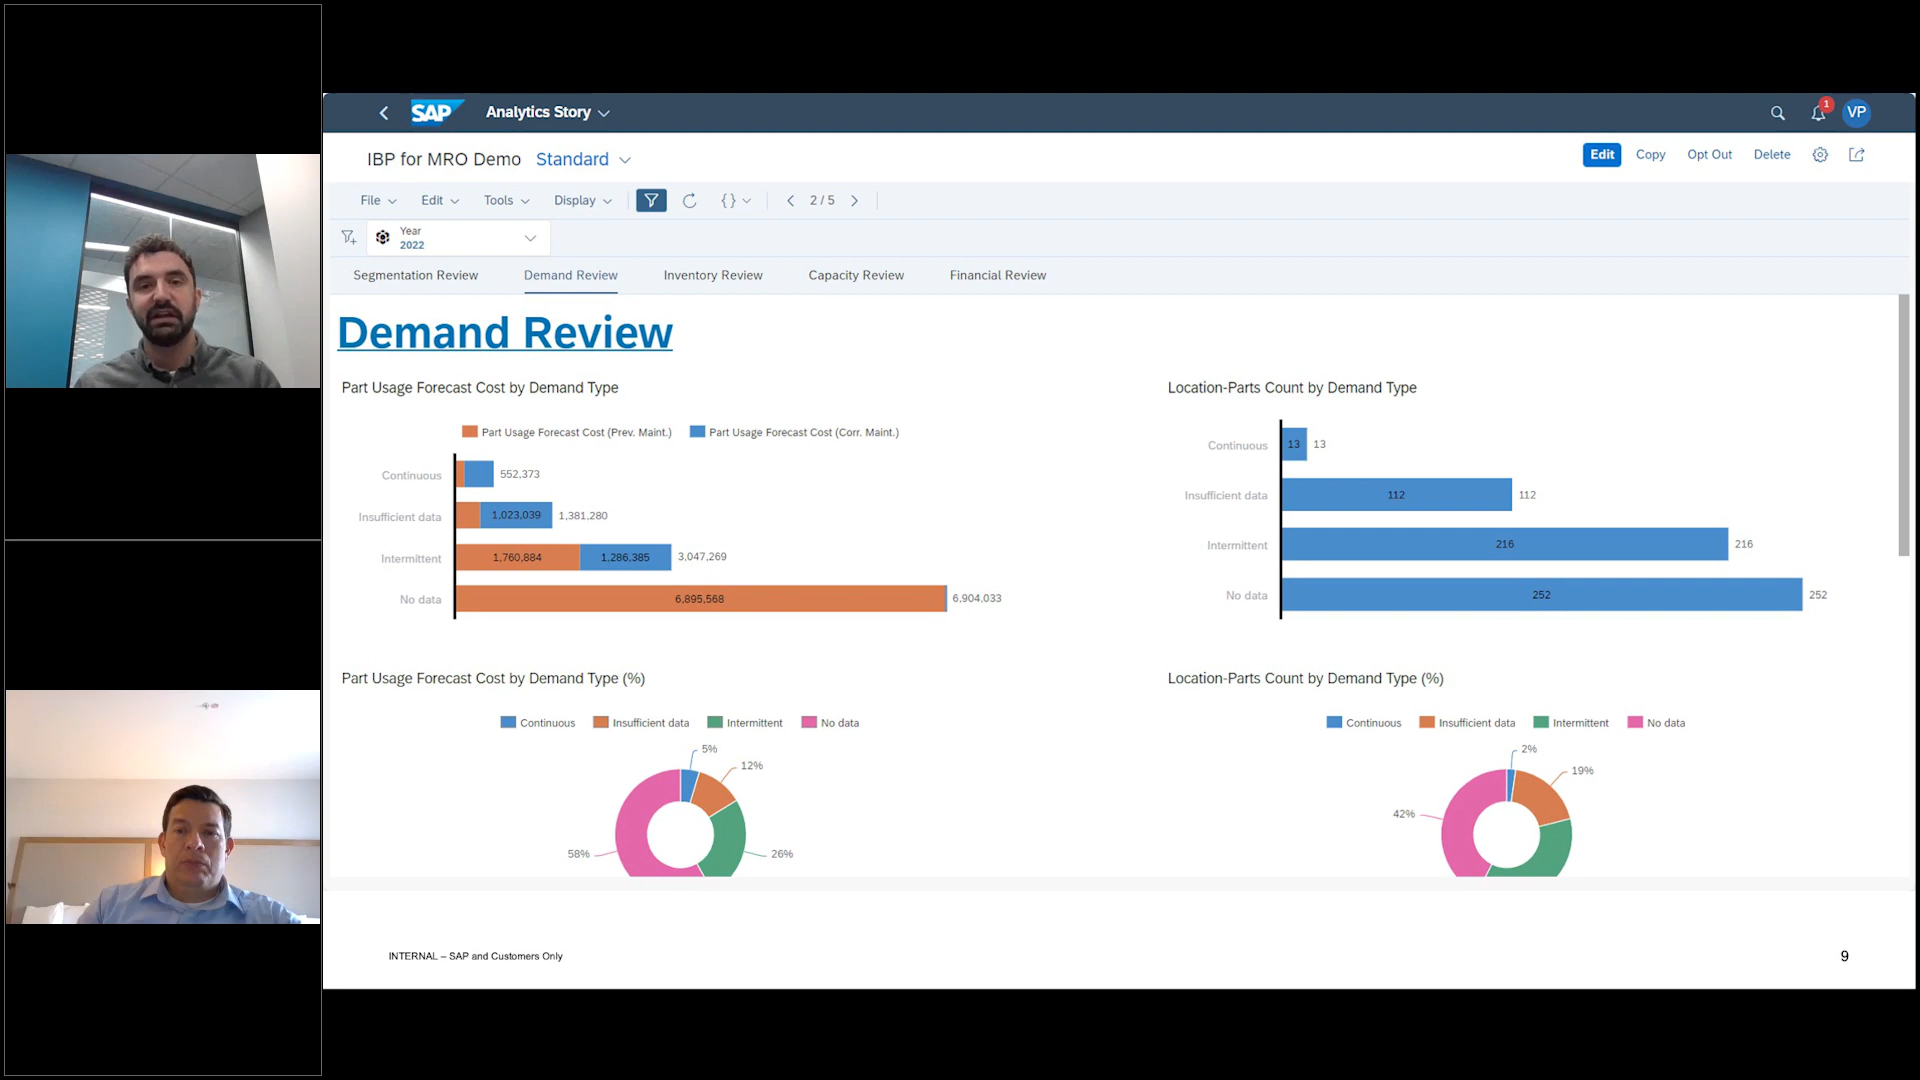 SAP Analytics Story
1
VP
IBP for MRO Demo Standard
Edit Copy Opt Out Delete
File Edit Tools Display { } 2 / 5
Year
2022
Segmentation Review Demand Review Inventory Review Capacity Review Financial Review
Demand Review
Part Usage Forecast Cost by Demand Type
Part Usage Forecast Cost (Prev. Maint.) Part Usage Forecast Cost (Corr. Maint.)
Continuous 552,373
Insufficient data 1,023,039 1,381,280
Intermittent 1,760,884 1,286,385 3,047,269
No data 6,895,568 6,904,033
Location-Parts Count by Demand Type
Continuous 13 13
Insufficient data 112 112
Intermittent 216 216
No data 252 252
Part Usage Forecast Cost by Demand Type (%)
Continuous Insufficient data Intermittent No data
5%
12%
58% 26%
Location-Parts Count by Demand Type (%)
Continuous Insufficient data Intermittent No data
2%
19%
42%
INTERNAL – SAP and Customers Only
9